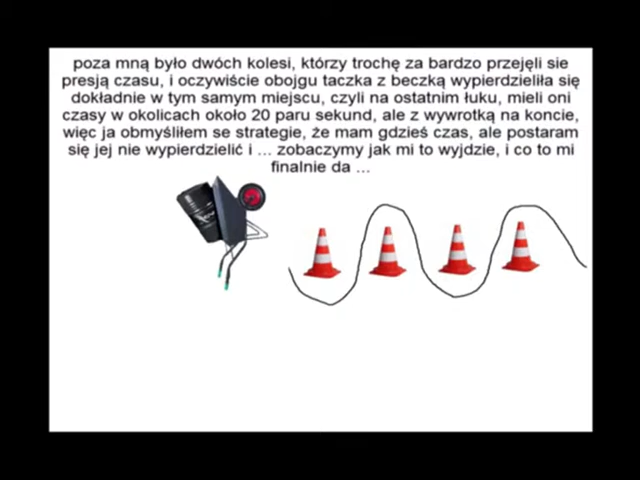 poza mną było dwóch kolesi, którzy trochę za bardzo przejęli sie
presją czasu, i oczywiście obojgu taczka z beczką wypierdzieliła się
dokładnie w tym samym miejscu, czyli na ostatnim łuku, mieli oni
czasy w okolicach około 20 paru sekund, ale z wywrotką na koncie,
więc ja obmyśliłem se strategie, że mam gdzieś czas, ale postaram
się jej nie wypierdzielić i ... zobaczymy jak mi to wyjdzie, i co to mi
finalnie da ...